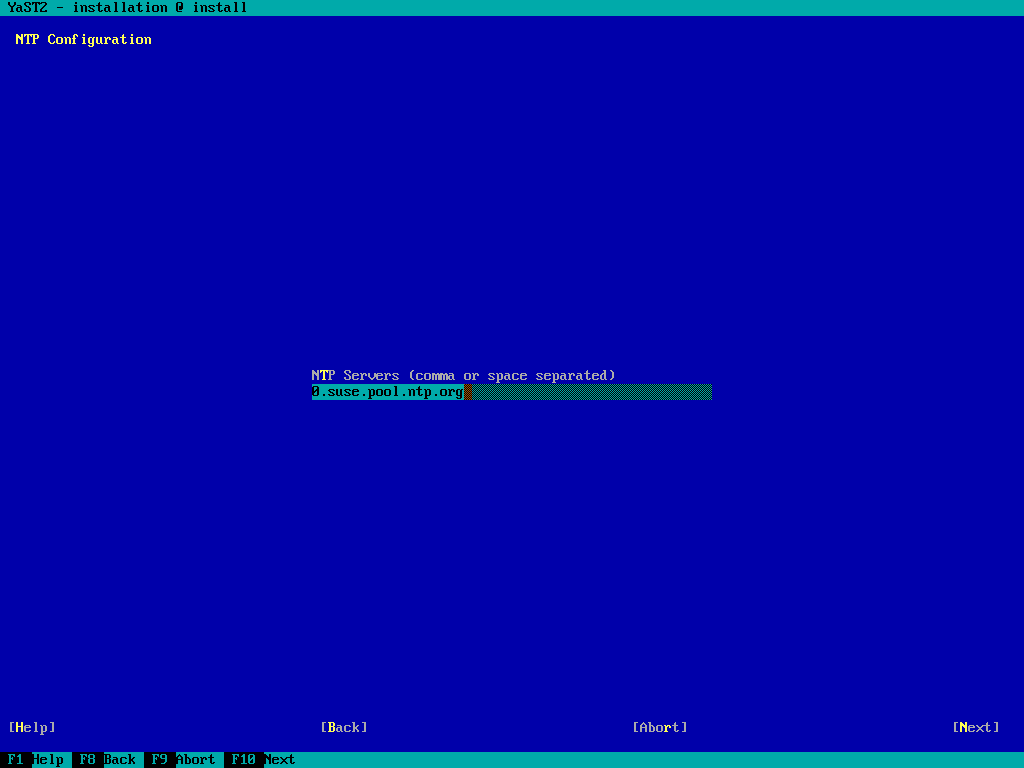 YaST2 - installation @ install
NTP Configuration
NTP Servers (comma or space separated)
0.suse.pool.ntp.org
[Help] [Back] [Abort] [Next]
F1 Help F8 Back F9 Abort F10 Next